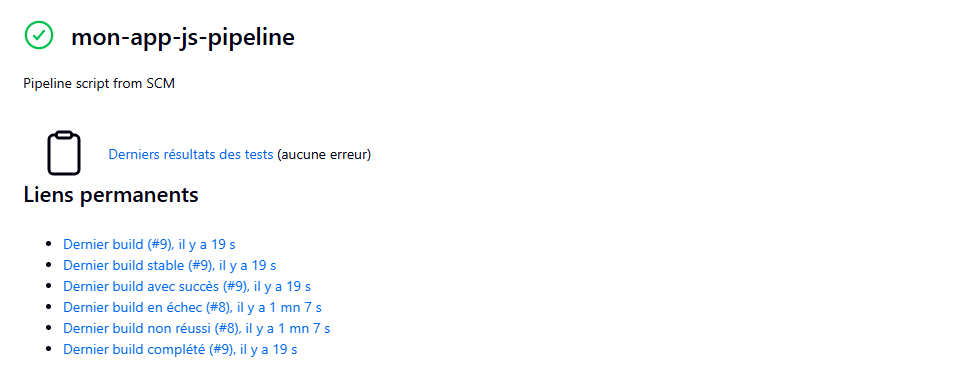 mon-app-js-pipeline
Pipeline script from SCM
Derniers résultats des tests (aucune erreur)
Liens permanents
Dernier build (#9), il y a 19 s
Dernier build stable (#9), il y a 19 s
Dernier build avec succès (#9), il y a 19 s
Dernier build en échec (#8), il y a 1 mn 7 s
Dernier build non réussi (#8), il y a 1 mn 7 s
Dernier build complété (#9), il y a 19 s